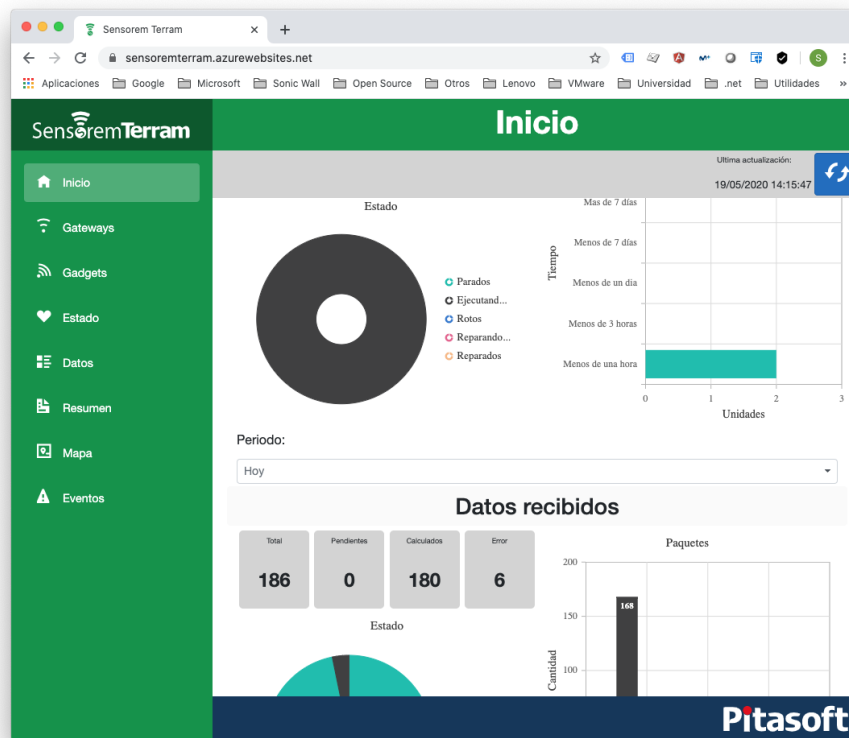 Sensorem Terram
sensoremterram.azurewebsites.net
S
Aplicaciones Google Microsoft Sonic Wall Open Source Otros Lenovo VMware Universidad .net Utilidades »
SensoremTerram
Inicio
Ultima actualización:
19/05/2020 14:15:47
Inicio
Gateways
Gadgets
Estado
Datos
Resumen
Mapa
Eventos
Estado
Parados
Ejecutand...
Rotos
Reparando...
Reparados
Tiempo
Mas de 7 días
Menos de 7 días
Menos de un dia
Menos de 3 horas
Menos de una hora
0 1 2 3
Unidades
Periodo:
Hoy
Datos recibidos
Total Pendientes Calculados Error
186 0 180 6
Estado
Paquetes
Cantidad
200
150
100
168
Pitasoft